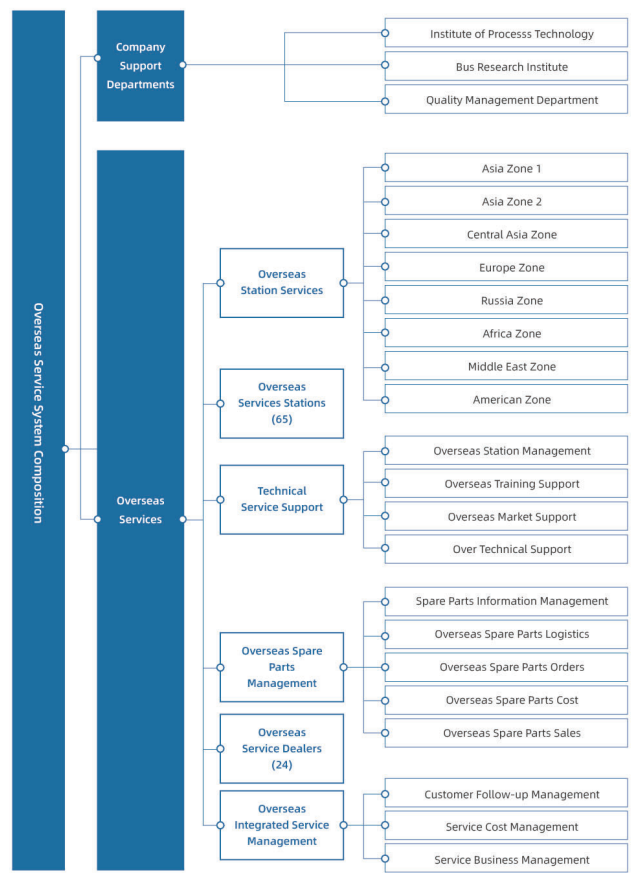 Overseas Service System Composition
Company
Support
Departments
Institute of Processs Technology
Bus Research Institute
Quality Management Department
Overseas
Services
Overseas
Station Services
Asia Zone 1
Asia Zone 2
Central Asia Zone
Europe Zone
Russia Zone
Africa Zone
Middle East Zone
American Zone
Overseas
Services Stations
(65)
Technical
Service Support
Overseas Station Management
Overseas Training Support
Overseas Market Support
Over Technical Support
Overseas Spare
Parts
Management
Spare Parts Information Management
Overseas Spare Parts Logistics
Overseas Spare Parts Orders
Overseas Spare Parts Cost
Overseas Spare Parts Sales
Overseas
Service Dealers
(24)
Overseas
Integrated Service
Management
Customer Follow-up Management
Service Cost Management
Service Business Management